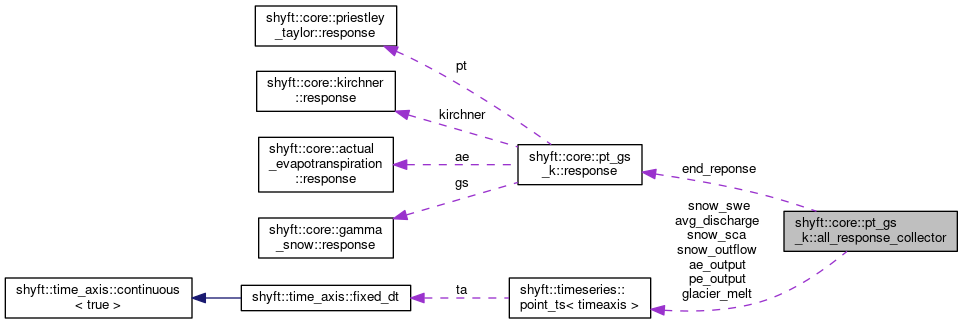 shyft::core::priestley
_taylor::response
pt
shyft::core::kirchner
::response
kirchner
shyft::core::actual
_evapotranspiration
::response
ae
shyft::core::pt_gs
_k::response
end_reponse
gs
shyft::core::gamma
_snow::response
snow_swe
avg_discharge
snow_sca
snow_outflow
ae_output
pe_output
glacier_melt
shyft::core::pt_gs
_k::all_response_collector
shyft::time_axis::continuous
< true >
shyft::time_axis::fixed_dt
ta
shyft::timeseries::
point_ts< timeaxis >